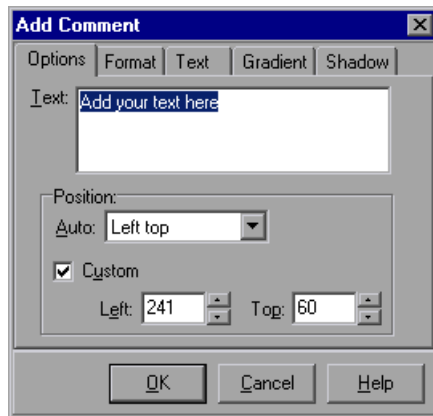 Add Comment
Options Format Text Gradient Shadow
Text: Add your text here
Position:
Auto: Left top
Custom
Left: 241 Top: 60
OK Cancel Help